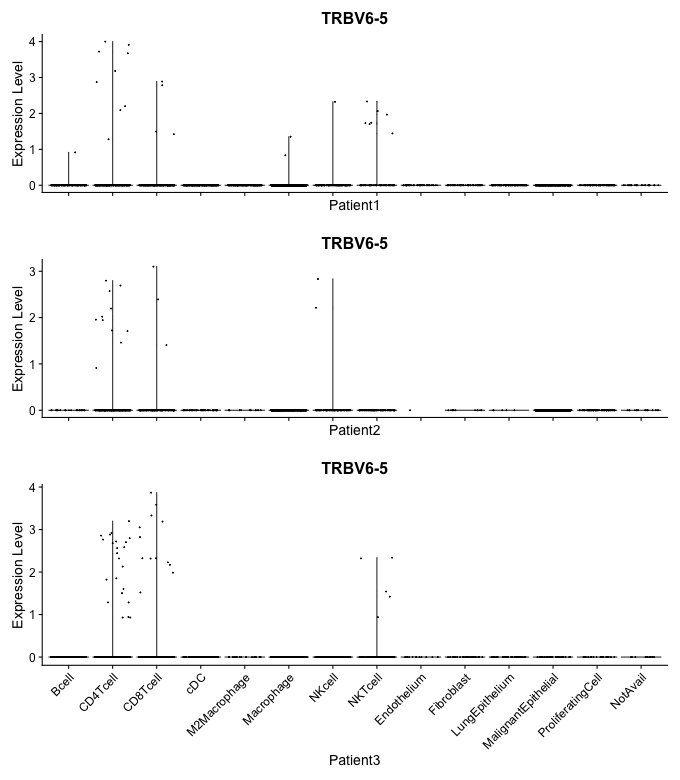 TRBV6-5
Expression Level
4
3
2
1
0
Patient1
TRBV6-5
Expression Level
3
2
1
0
Patient2
TRBV6-5
Expression Level
4
3
2
1
0
Bcell
CD4Tcell
CD8Tcell
cDC
M2Macrophage
Macrophage
NKcell
NKTcell
Endothelium
Fibroblast
LungEpithelium
MalignantEpithelial
ProliferatingCell
NotAvail
Patient3